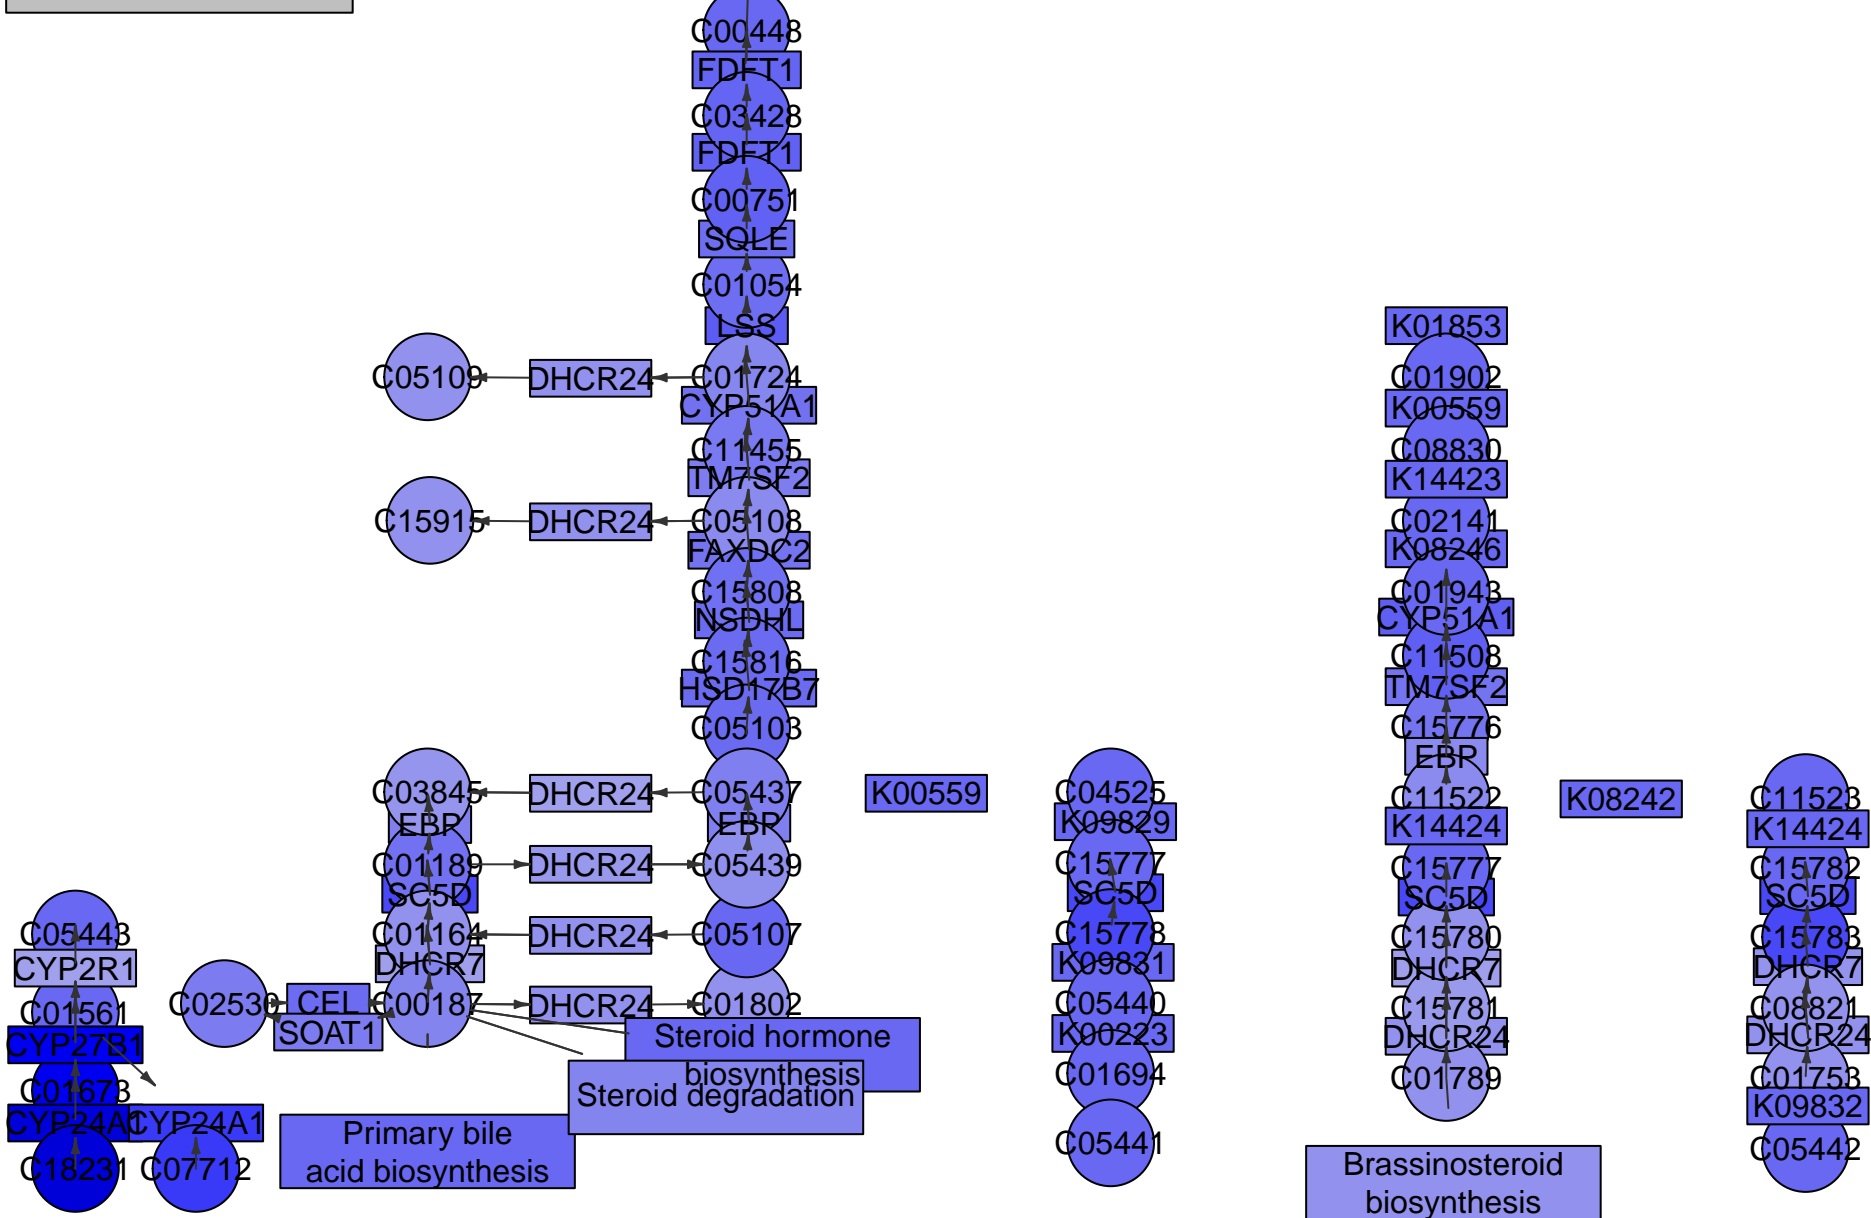 C00448
FDFT1
C03428
FDFT1
C00751
SQLE
C01054
LSS
C05109
DHCR24
C01724
CYP51A1
C11455
TM7SF2
C15915
DHCR24
C05108
FAXDC2
C15808
NSDHL
C15816
HSD17B7
C05103
C03845
DHCR24
C05437
EBP
EBP
C01189
DHCR24
C05439
SC5D
C01164
DHCR24
C05107
DHCR7
C02530
CEL
SOAT1
C00187
DHCR24
C01802
C05443
CYP2R1
C01561
CYP27B1
C01673
CYP24A1
CYP24A1
C18231
C07712
Steroid hormone
biosynthesis
Steroid degradation
Primary bile
acid biosynthesis
K00559
C04525
K09829
C15777
SC5D
C15778
K09831
C05440
K00223
C01694
C05441
K01853
C01902
K00559
C08830
K14423
C02141
K08246
C01943
CYP51A1
C11508
TM7SF2
C15776
EBP
C11522
K14424
C15777
SC5D
C15780
DHCR7
C15781
DHCR24
C01789
Brassinosteroid
biosynthesis
K08242
C11523
K14424
C15782
SC5D
C15783
DHCR7
C08821
DHCR24
C01753
K09832
C05442